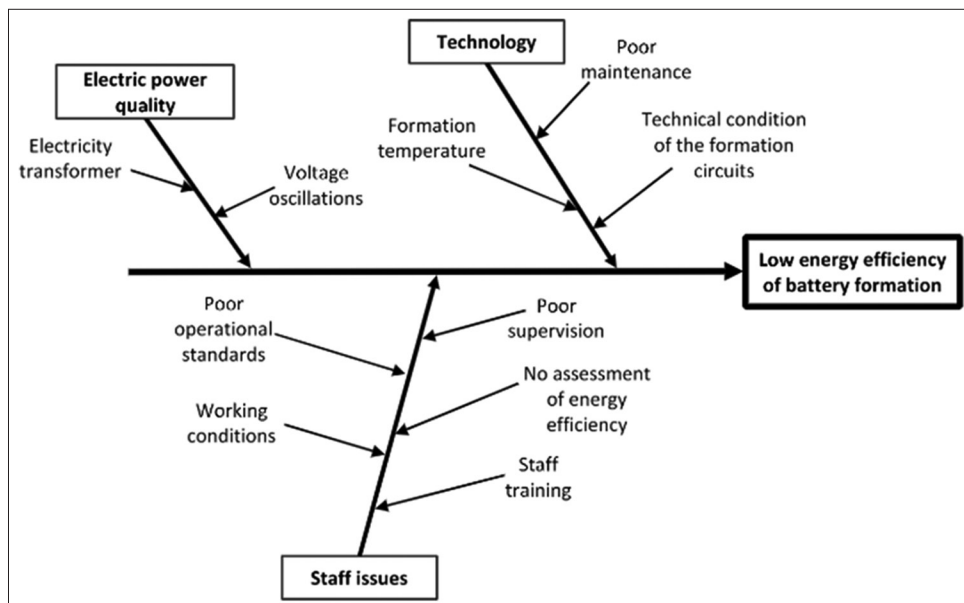 Technology
Poor
maintenance
Electric power
quality
Formation
temperature
Technical condition
of the formation
circuits
Electricity
transformer
Voltage
oscillations
Low energy efficiency
of battery formation
Poor
operational
standards
Poor
supervision
No assessment
of energy
efficiency
Working
conditions
Staff
training
Staff issues